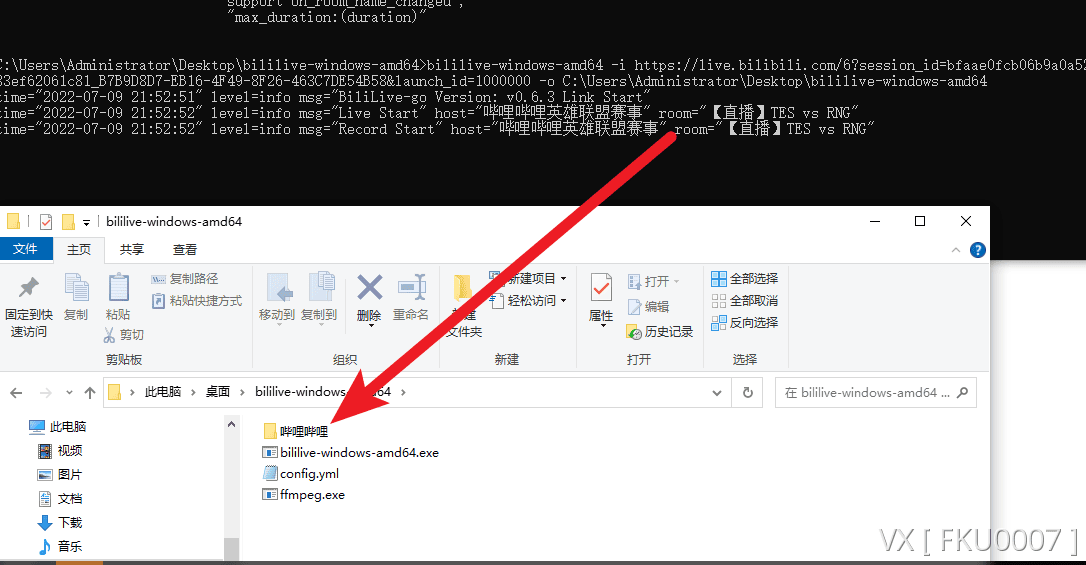 support on_room_name_changed",
"max_duration:(duration)"
C:\Users\Administrator\Desktop\bililive-windows-amd64>bililive-windows-amd64 -i https://live.bilibili.com/6?session_id=bfaae0fcb06b9a0a52
83ef62061c81_B7B9D8D7-EB16-4F49-8F26-463C7DE54B58&launch_id=1000000 -o C:\Users\Administrator\Desktop\bililive-windows-amd64
time="2022-07-09 21:52:51" level=info msg="BiliLive-go Version: v0.6.3 Link Start"
time="2022-07-09 21:52:52" level=info msg="Live Start" host="哔哩哔哩英雄联盟赛事" room="【直播】TES vs RNG"
time="2022-07-09 21:52:52" level=info msg="Record Start" host="哔哩哔哩英雄联盟赛事" room="【直播】TES vs RNG"
bililive-windows-amd64
文件 主页 共享 查看
固定到快速访问
复制
粘贴
复制路径
粘贴快捷方式
剪切
剪贴板
移动到 复制到 删除 重命名
组织
新建文件夹
新建项目
轻松访问
新建
属性
打开
编辑
历史记录
打开
全部选择
全部取消
反向选择
选择
此电脑 桌面 bililive-windows-amd64
在 bililive-windows-amd64 ...
此电脑
视频
图片
文档
下载
音乐
哔哩哔哩
bililive-windows-amd64.exe
config.yml
ffmpeg.exe
VX [ FKU0007 ]